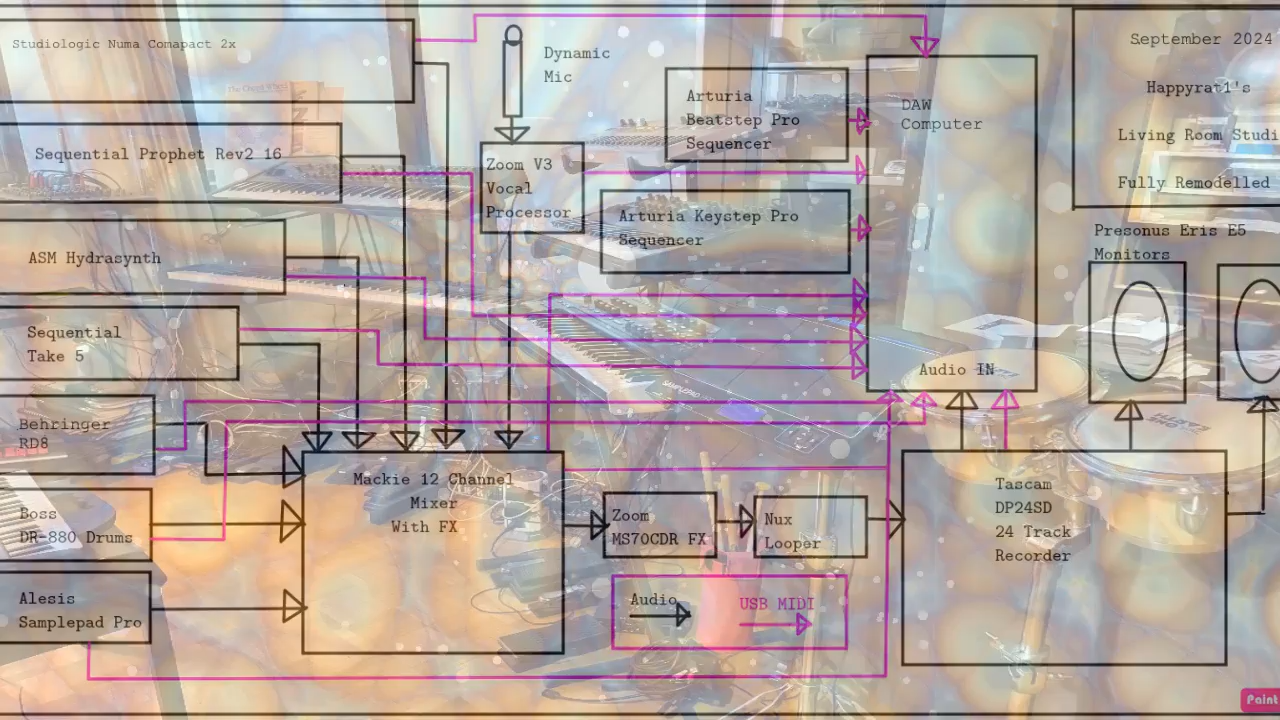 Studiologic Numa Comapact 2x
Dynamic
Mic
September 2024
Happyrat1's
Living Room Studi
Fully Remodelled
Arturia
Beatstep Pro
Sequencer
DAW
Computer
Sequential Prophet Rev2 16
Zoom V3
Vocal
Processor
Arturia Keystep Pro
Sequencer
Presonus Eris E5
Monitors
ASM Hydrasynth
Sequential
Take 5
Audio IN
Behringer
RD8
Mackie 12 Channel
Mixer
With FX
Boss
DR-880 Drums
Zoom
MS70CDR FX
Nux
Looper
Tascam
DP24SD
24 Track
Recorder
Alesis
Samplepad Pro
Audio
USB MIDI
Paint